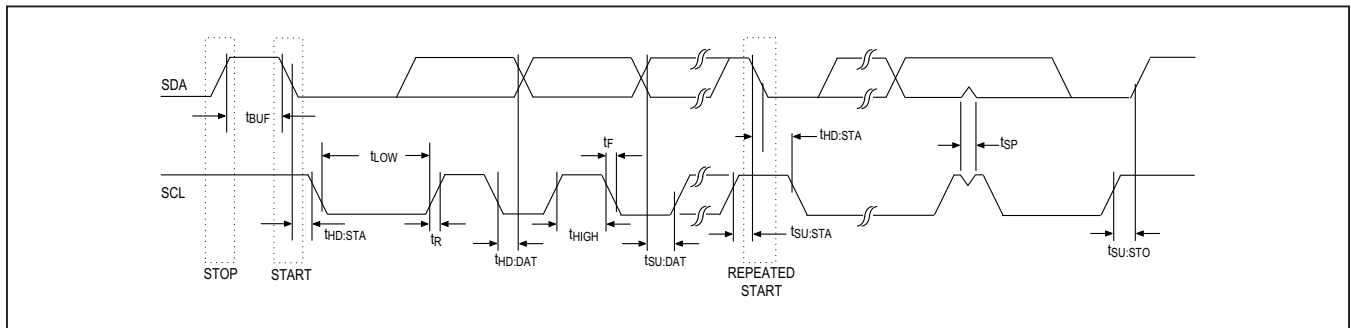 SDA
tBUF
tLOW
tF
tHD:STA
tSP
SCL
tHD:STA
tR
tHD:DAT
tHIGH
tSU:DAT
tSU:STA
tSU:STO
STOP
START
REPEATED
START